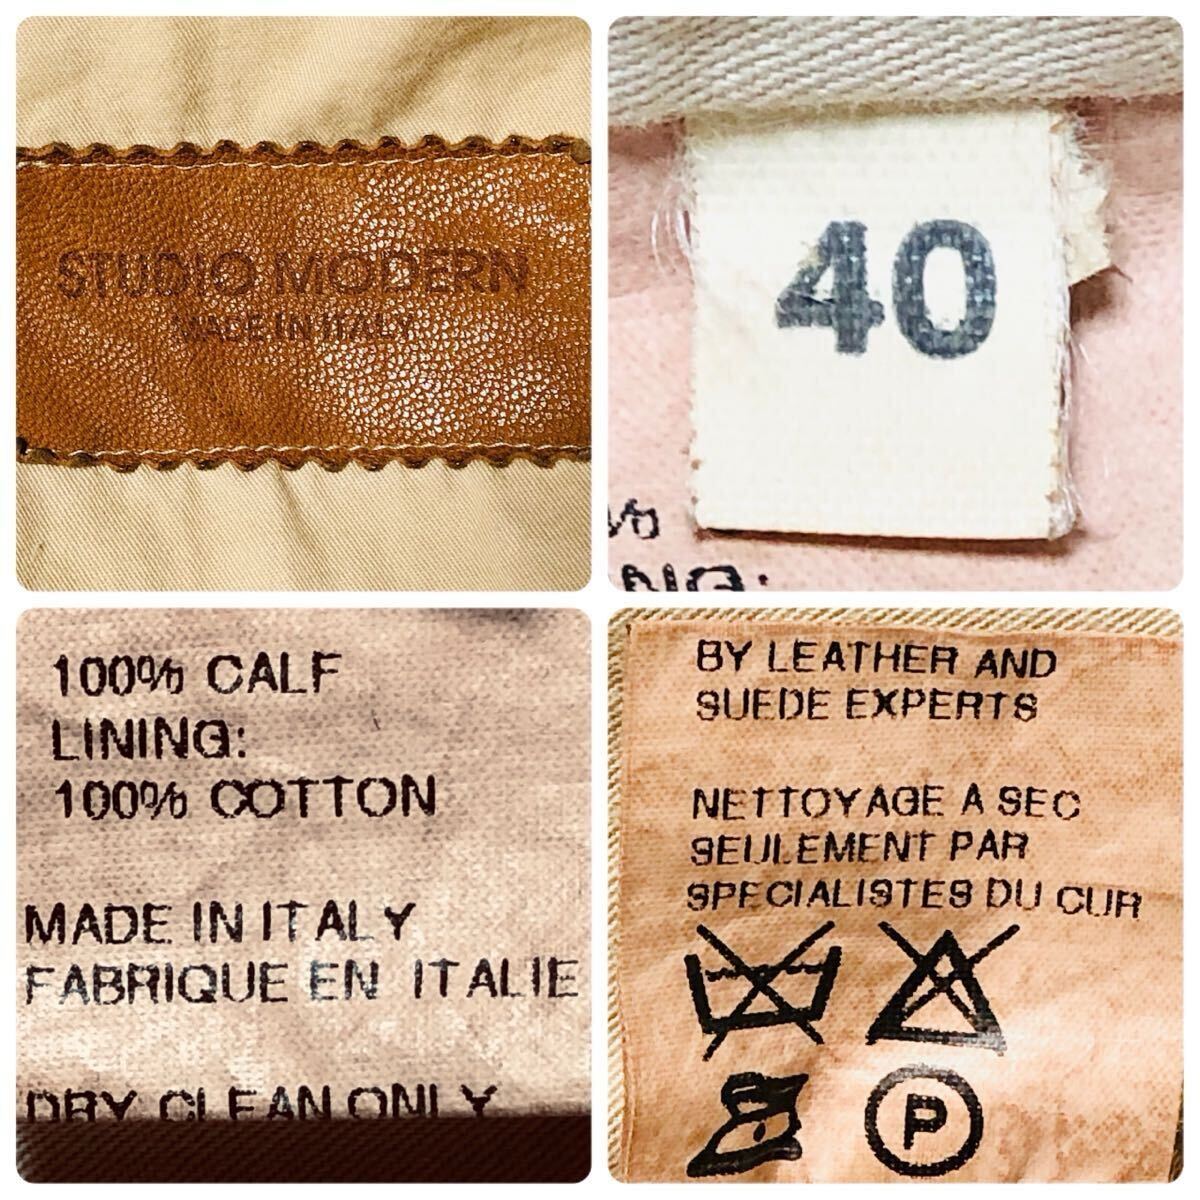 STUDIO MODERN
MADE IN ITALY
40
100% CALF
LINING:
100% COTTON
MADE IN ITALY
FABRIQUE EN ITALIE
DRY CLEAN ONLY
BY LEATHER AND
SUEDE EXPERTS
NETTOYAGE A SEC
SEULEMENT PAR
SPECIALISTES DU CUR
P